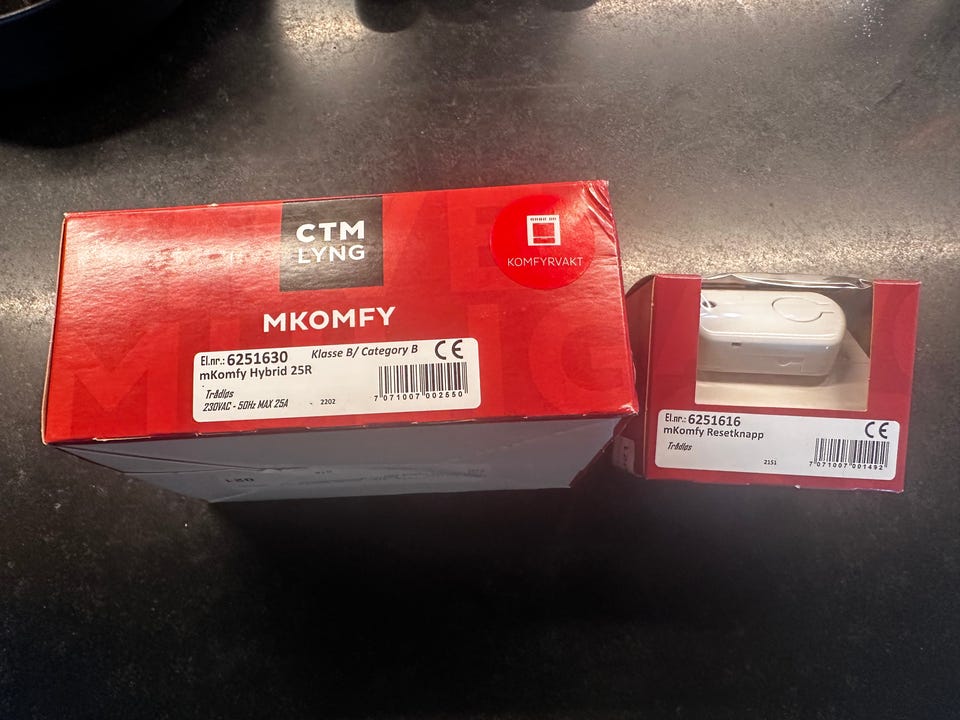 CTM
LYNG
KOMFYRVAKT
MKOMFY
El.nr.: 6251630 Klasse B/ Category B CE
mKomfy Hybrid 25R
Trådløs
230VAC - 50Hz MAX 25A - 2202
7 071007 002550
El.nr.: 6251616 CE
mKomfy Resetknapp
Trådløs
2151
7 071007 001492